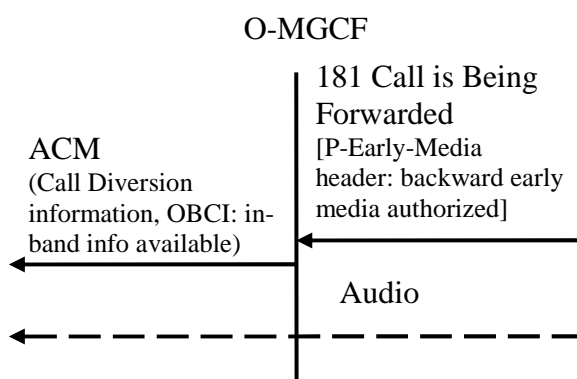 O-MGCF
181 Call is Being
Forwarded
[P-Early-Media
header: backward early
media authorized]
ACM
(Call Diversion
information, OBCI: in-
band info available)
Audio